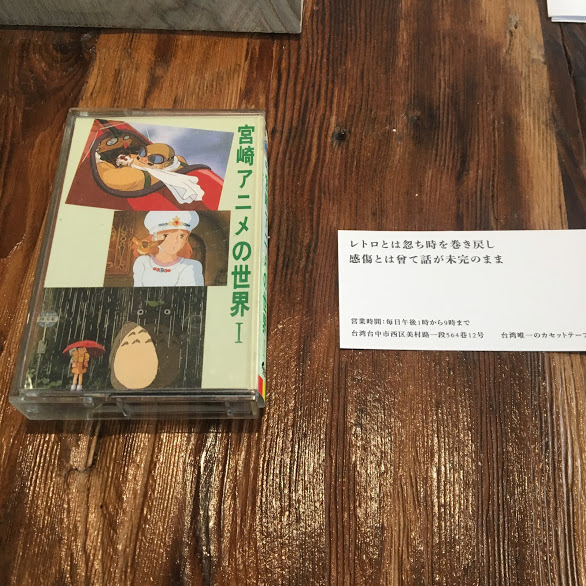 宮崎アニメの世界 I
レトロとは忽ち時を巻き戻し
感傷とは曾て話が未完のまま
営業時間:毎日午後1時から9時まで
台湾台中市西区美村路一段564巷12号 台湾唯一のカセットテープ